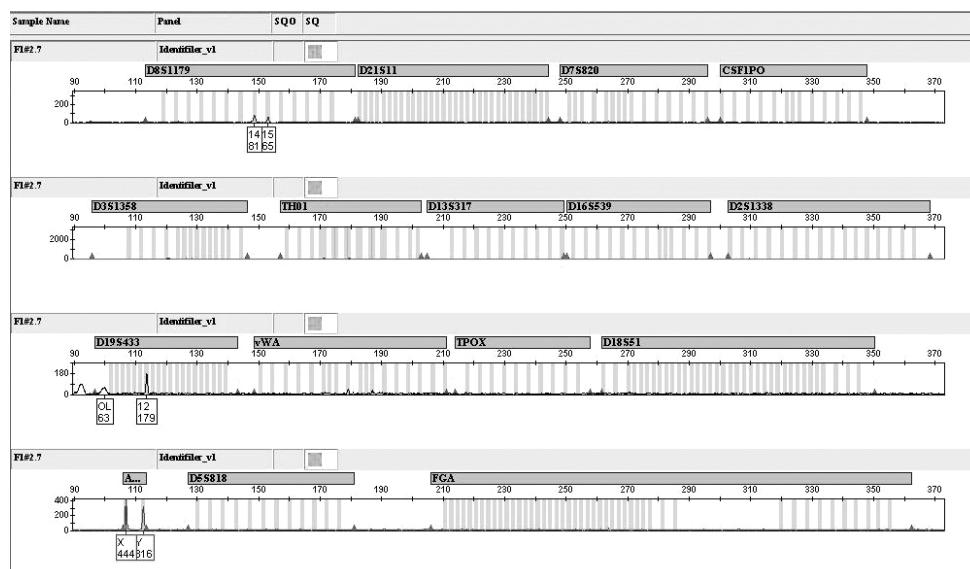 Sample Name Panel SQO SQ
F1#2.7 Identifiler_v1
D8S1179 D21S11 D7S820 CSF1PO
90 110 130 150 170 190 210 230 250 270 290 310 330 350 370
200
0
14 15
81 65
F1#2.7 Identifiler_v1
D3S1358 TH01 D13S317 D16S539 D2S1338
90 110 130 150 170 190 210 230 250 270 290 310 330 350 370
2000
0
F1#2.7 Identifiler_v1
D19S433 vWA TPOX D18S51
90 110 130 150 170 190 210 230 250 270 290 310 330 350 370
180
0
OL 12
63 179
F1#2.7 Identifiler_v1
A... D5S818 FGA
90 110 130 150 170 190 210 230 250 270 290 310 330 350 370
400
200
0
X Y
444 316